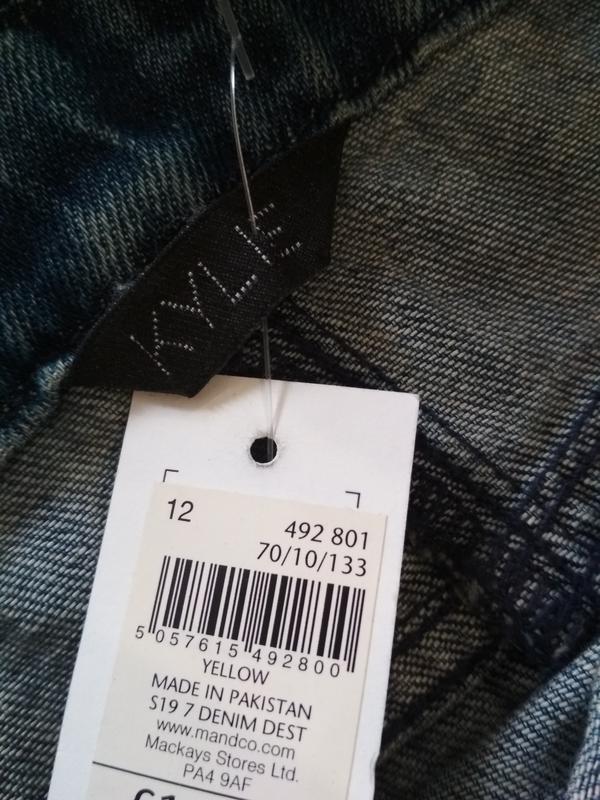 KYLIE
12
492 801
70/10/133
5 057615 492800
YELLOW
MADE IN PAKISTAN
S19 7 DENIM DEST
www.mandco.com
Mackays Stores Ltd.
PA4 9AF